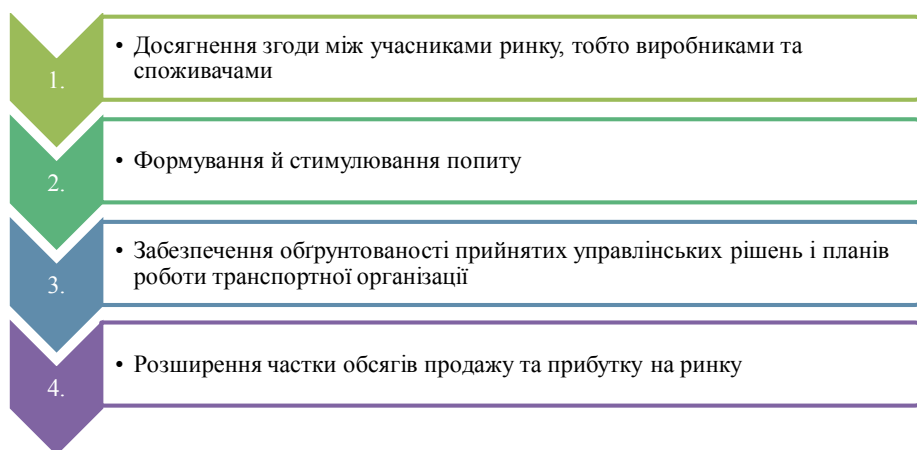 1.
• Досягнення згоди між учасниками ринку, тобто виробниками та
споживачами
2.
• Формування й стимулювання попиту
3.
• Забезпечення обґрунтованості прийнятих управлінських рішень і планів
роботи транспортної організації
4.
• Розширення частки обсягів продажу та прибутку на ринку